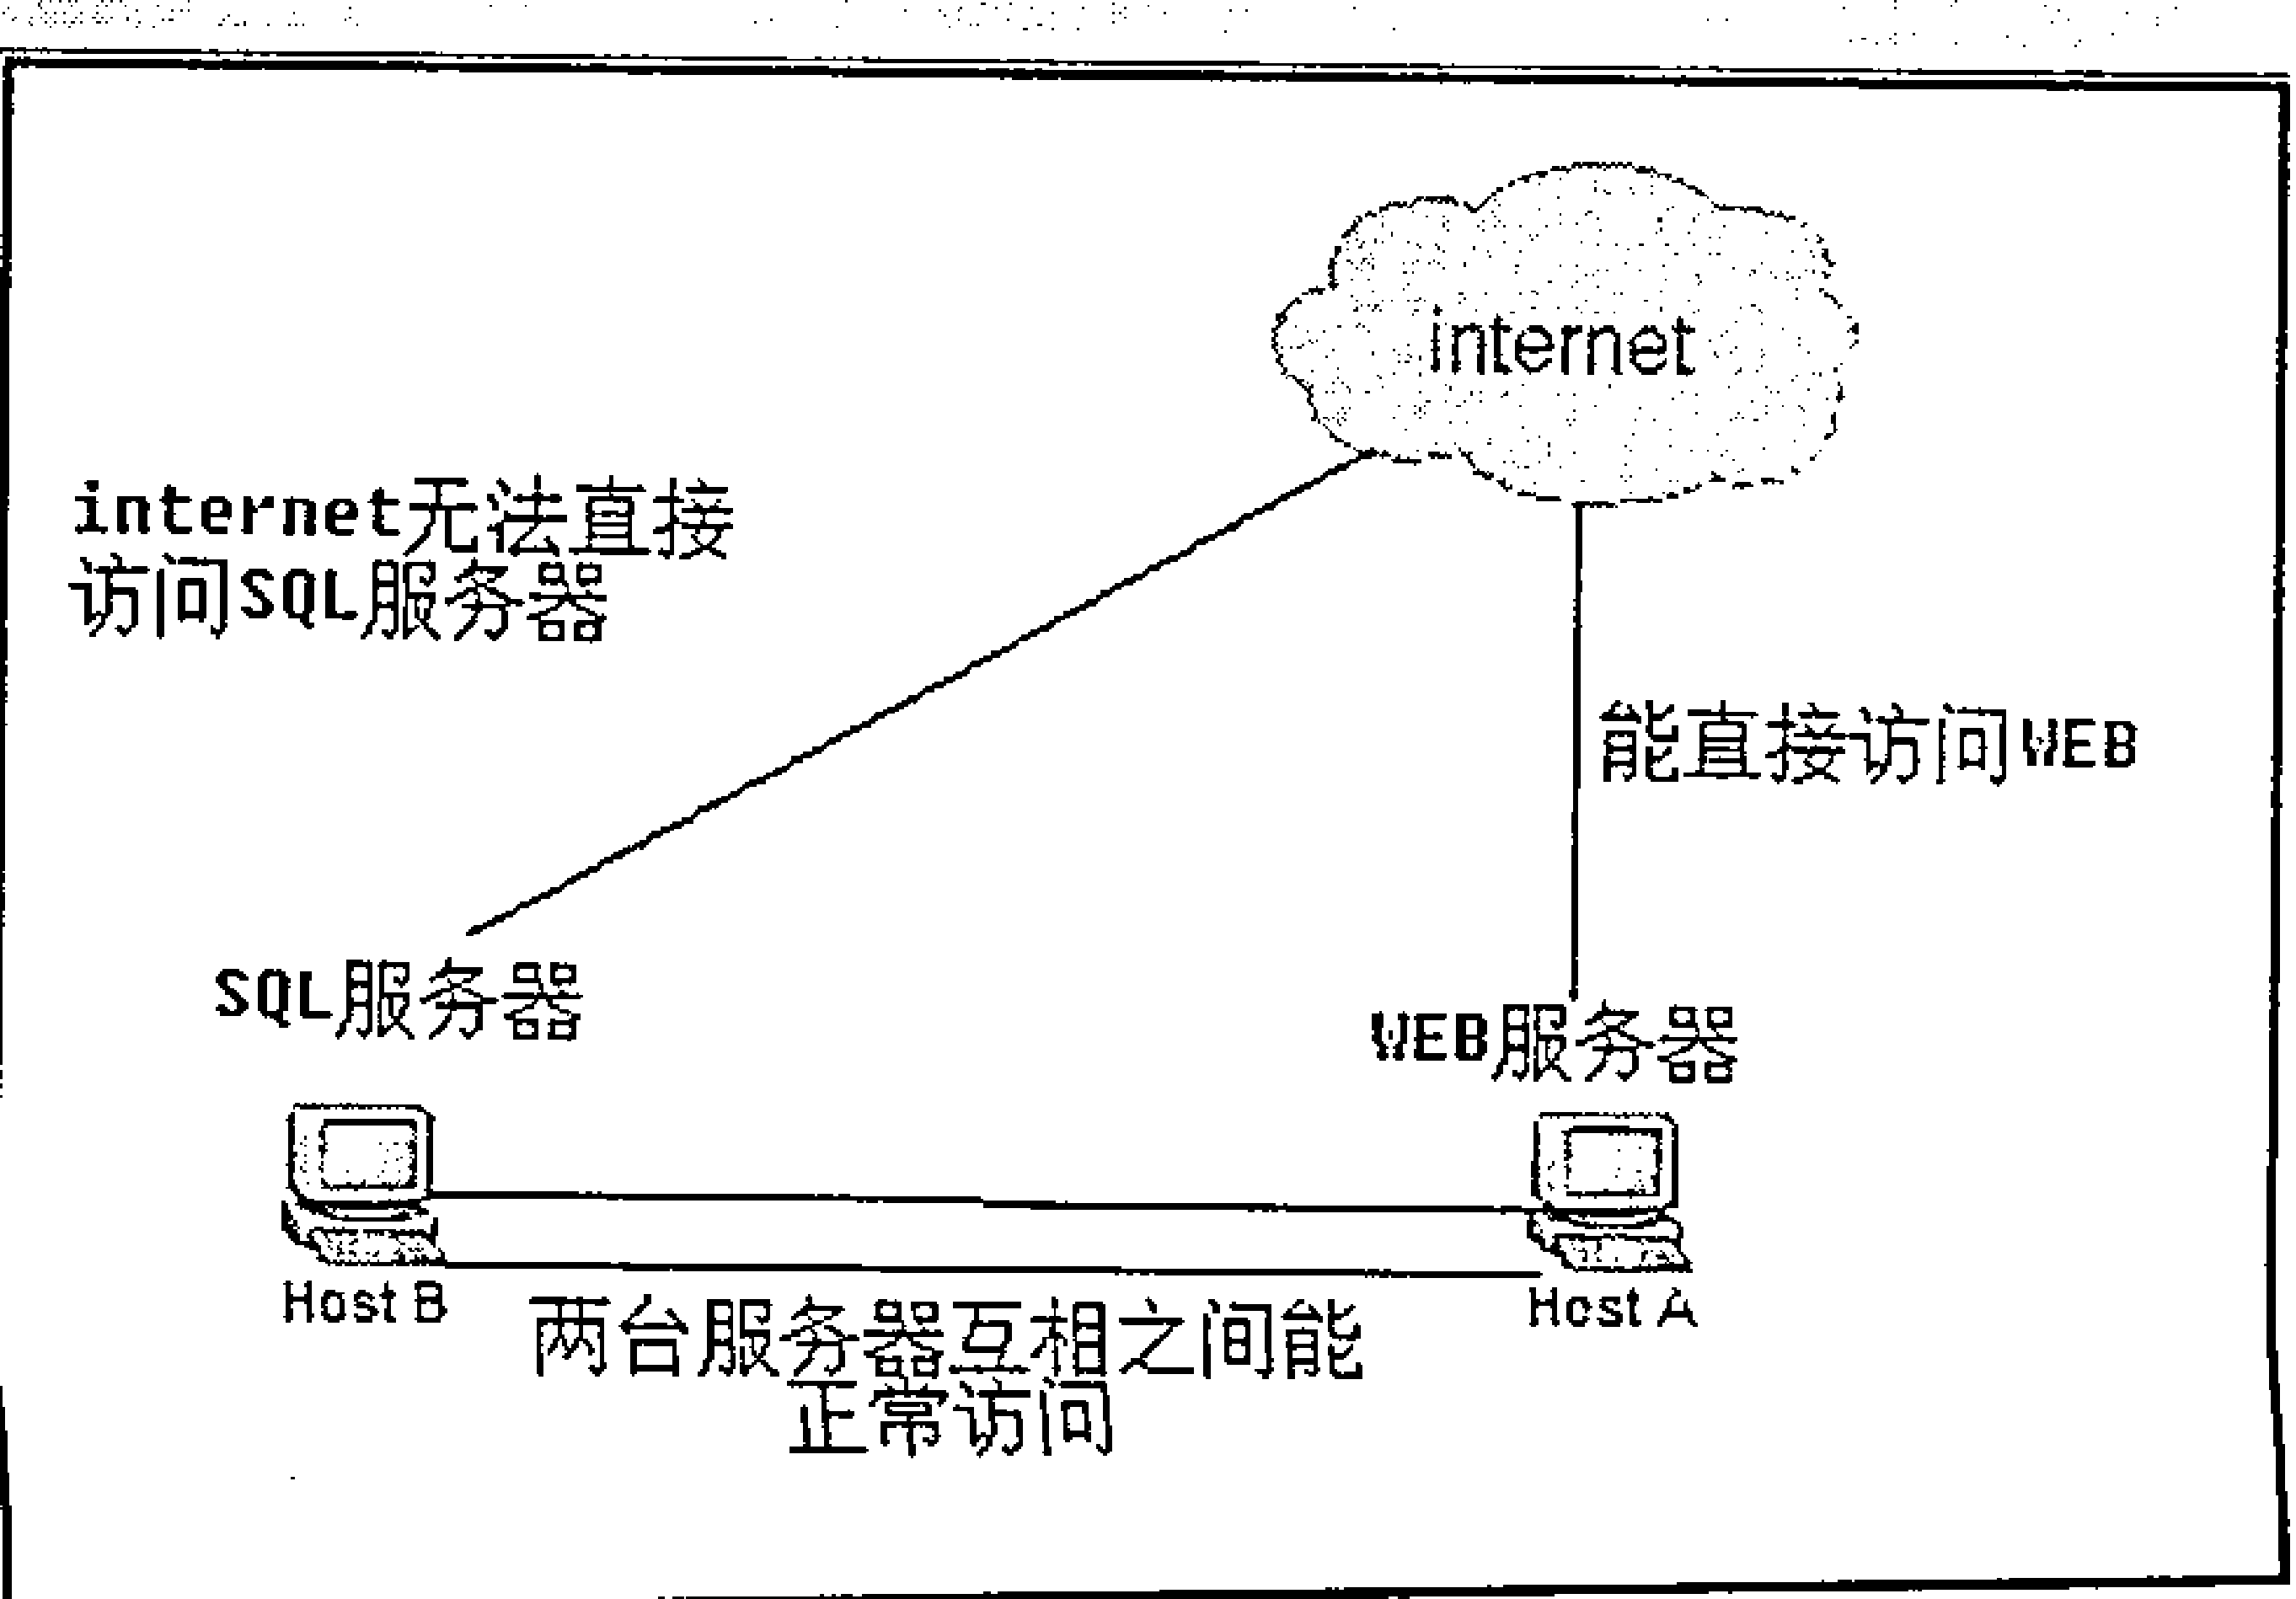 internet
internet无法直接
访问SQL服务器
能直接访问WEB
SQL服务器
WEB服务器
Host B
Host A
两台服务器互相之间能
正常访问